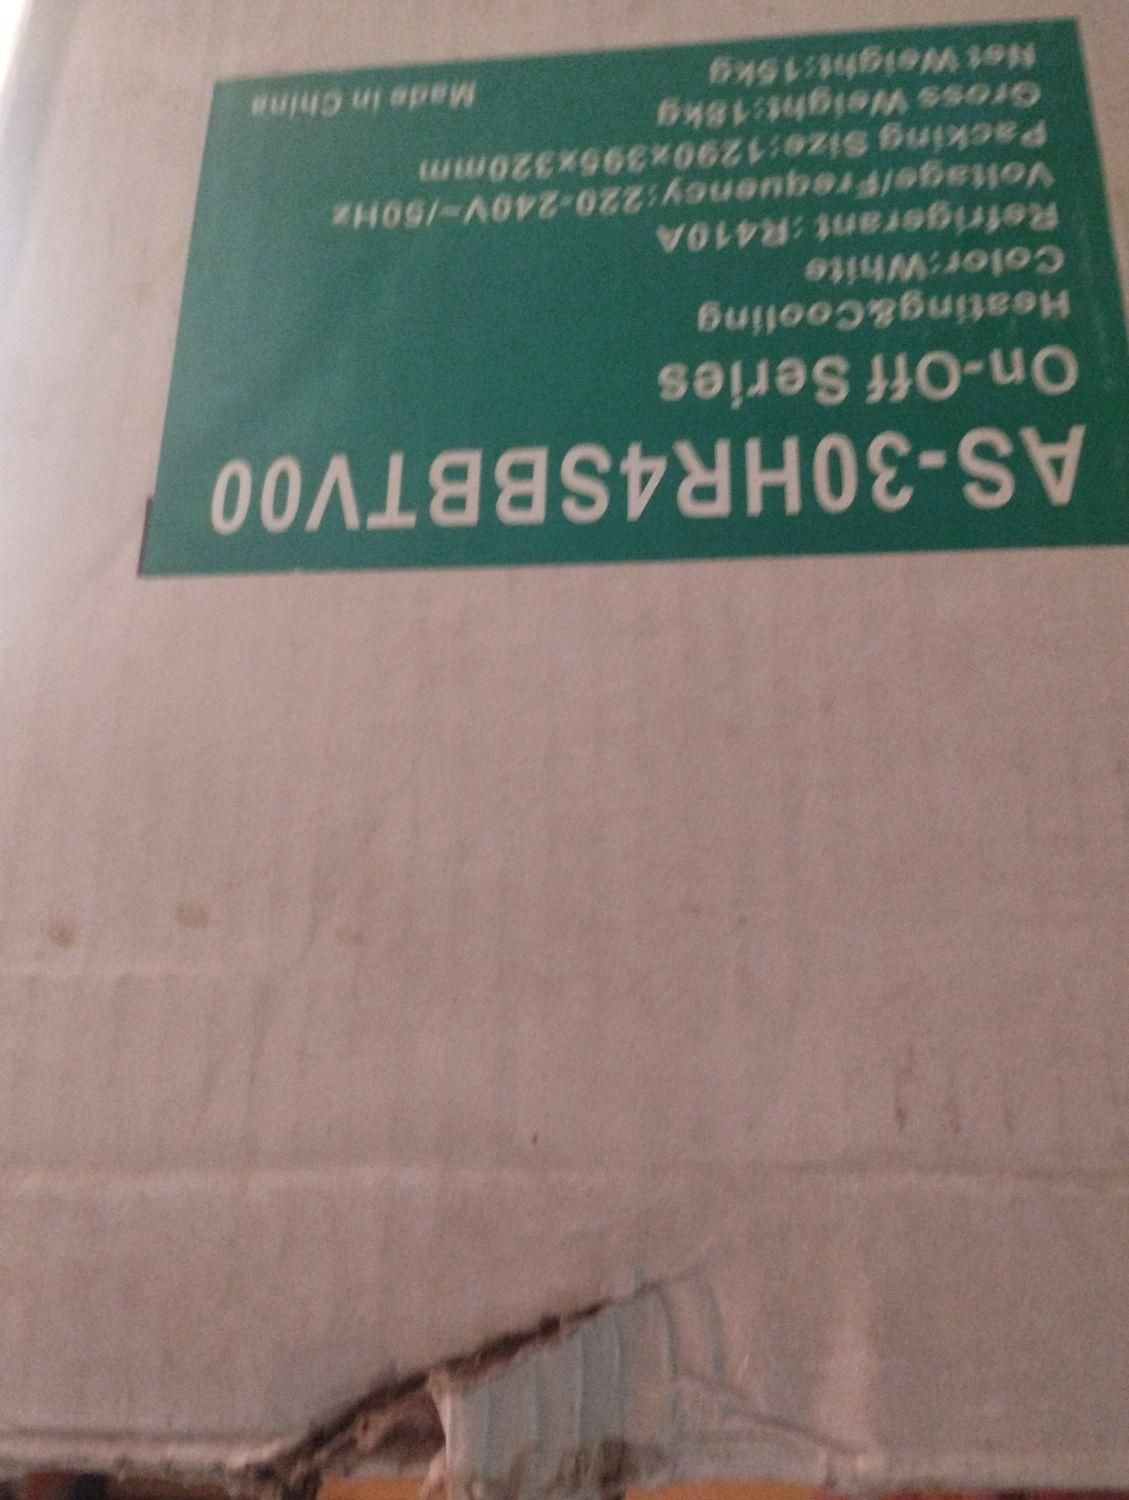 AS-30HR4SBBTV00
On-Off Series
Heating&Cooling
Color:White
Refrigerant :R410A
Voltage/Frequency:220-240V~/50Hz
Packing Size:1290x395x320mm
Gross Weight:18kg
Net Weight:15kg
Made in China